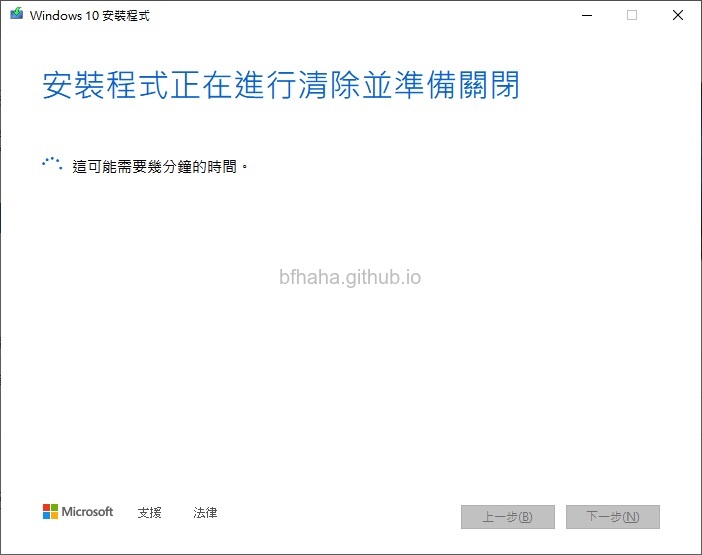 Windows 10 安裝程式
安裝程式正在進行清除並準備關閉
這可能需要幾分鐘的時間。
bfhaha.github.io
Microsoft 支援 法律 上一步(B) 下一步(N)